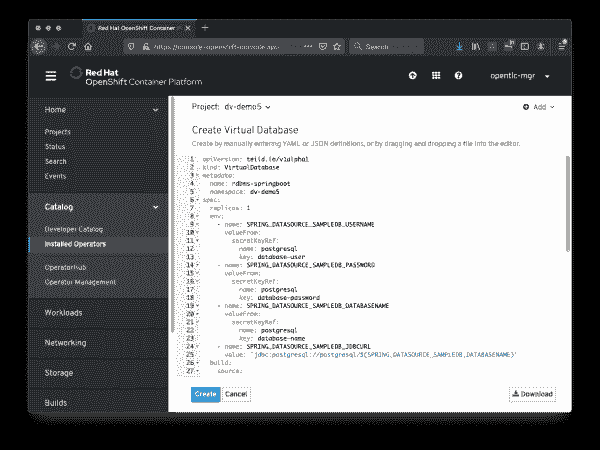 Red Hat OpenShift Container P
Search
Red Hat
OpenShift Container Platform
opentlc-mgr
Home
Projects
Status
Search
Events
Catalog
Developer Catalog
Installed Operators
OperatorHub
Operator Management
Workloads
Networking
Storage
Builds
Project: dv-demo5
Add
Create Virtual Database
Create by manually entering YAML or JSON definitions, or by dragging and dropping a file into the editor.
1 apiVersion: teiid.io/v1alpha1
2 kind: VirtualDatabase
3 metadata:
4 name: rdbms-springboot
5 namespace: dv-demo5
6 spec:
7 replicas: 1
8 env:
9 - name: SPRING_DATASOURCE_SAMPLEDB_USERNAME
10 valueFrom:
11 secretKeyRef:
12 name: postgresql
13 key: database-user
14 - name: SPRING_DATASOURCE_SAMPLEDB_PASSWORD
15 valueFrom:
16 secretKeyRef:
17 name: postgresql
18 key: database-password
19 - name: SPRING_DATASOURCE_SAMPLEDB_DATABASENAME
20 valueFrom:
21 secretKeyRef:
22 name: postgresql
23 key: database-name
24 - name: SPRING_DATASOURCE_SAMPLEDB_JDBCURL
25 value: 'jdbc:postgresql://postgresql/$(SPRING_DATASOURCE_SAMPLEDB_DATABASENAME)'
26 build:
27 source:
Create
Cancel
Download